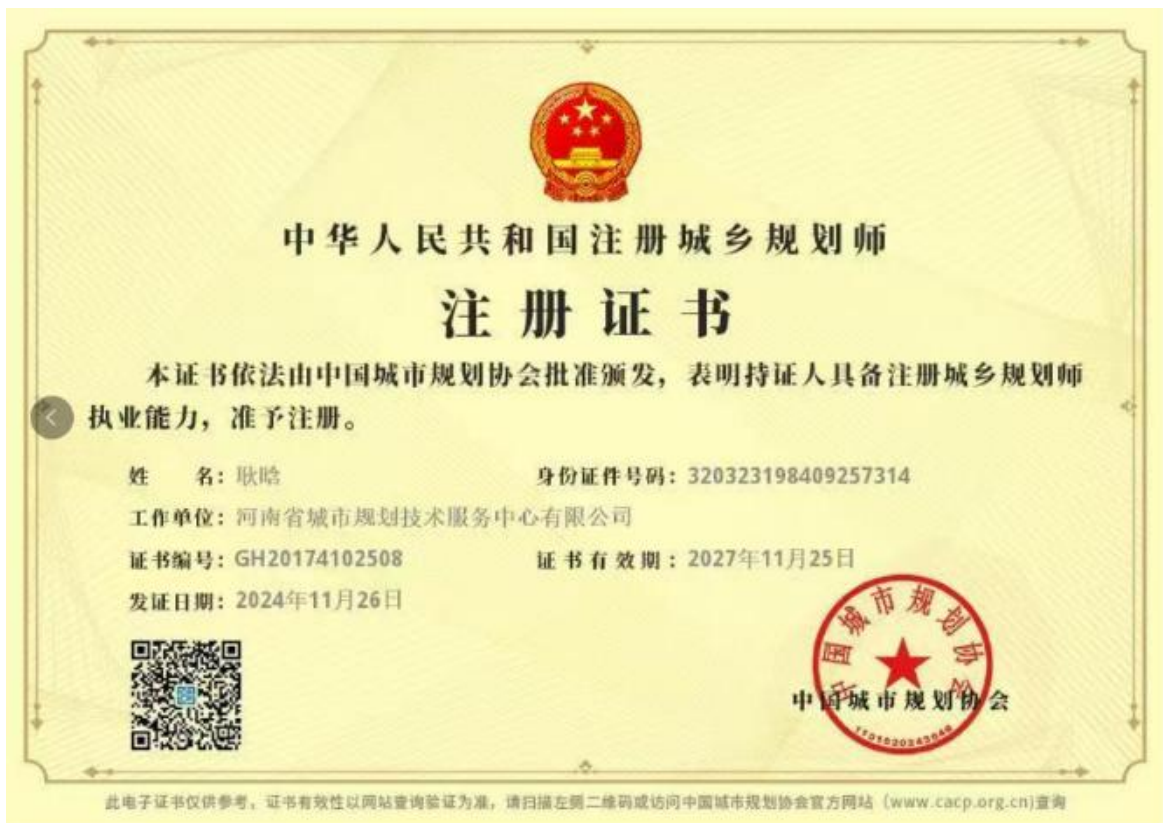 中华人民共和国注册城乡规划师
注册证书
本证书依法由中国城市规划协会批准颁发，表明持证人具备注册城乡规划师
执业能力，准予注册。
姓 名：耿晗 身份证件号码：320323198409257314
工作单位：河南省城市规划技术服务中心有限公司
证书编号：GH20174102508 证书有效期：2027年11月25日
发证日期：2024年11月26日
中国城市规划协会
中国城市规划协会
此电子证书仅供参考，证书有效性以网站查询验证为准，请扫描左侧二维码或访问中国城市规划协会官方网站（www.cacp.org.cn)查询